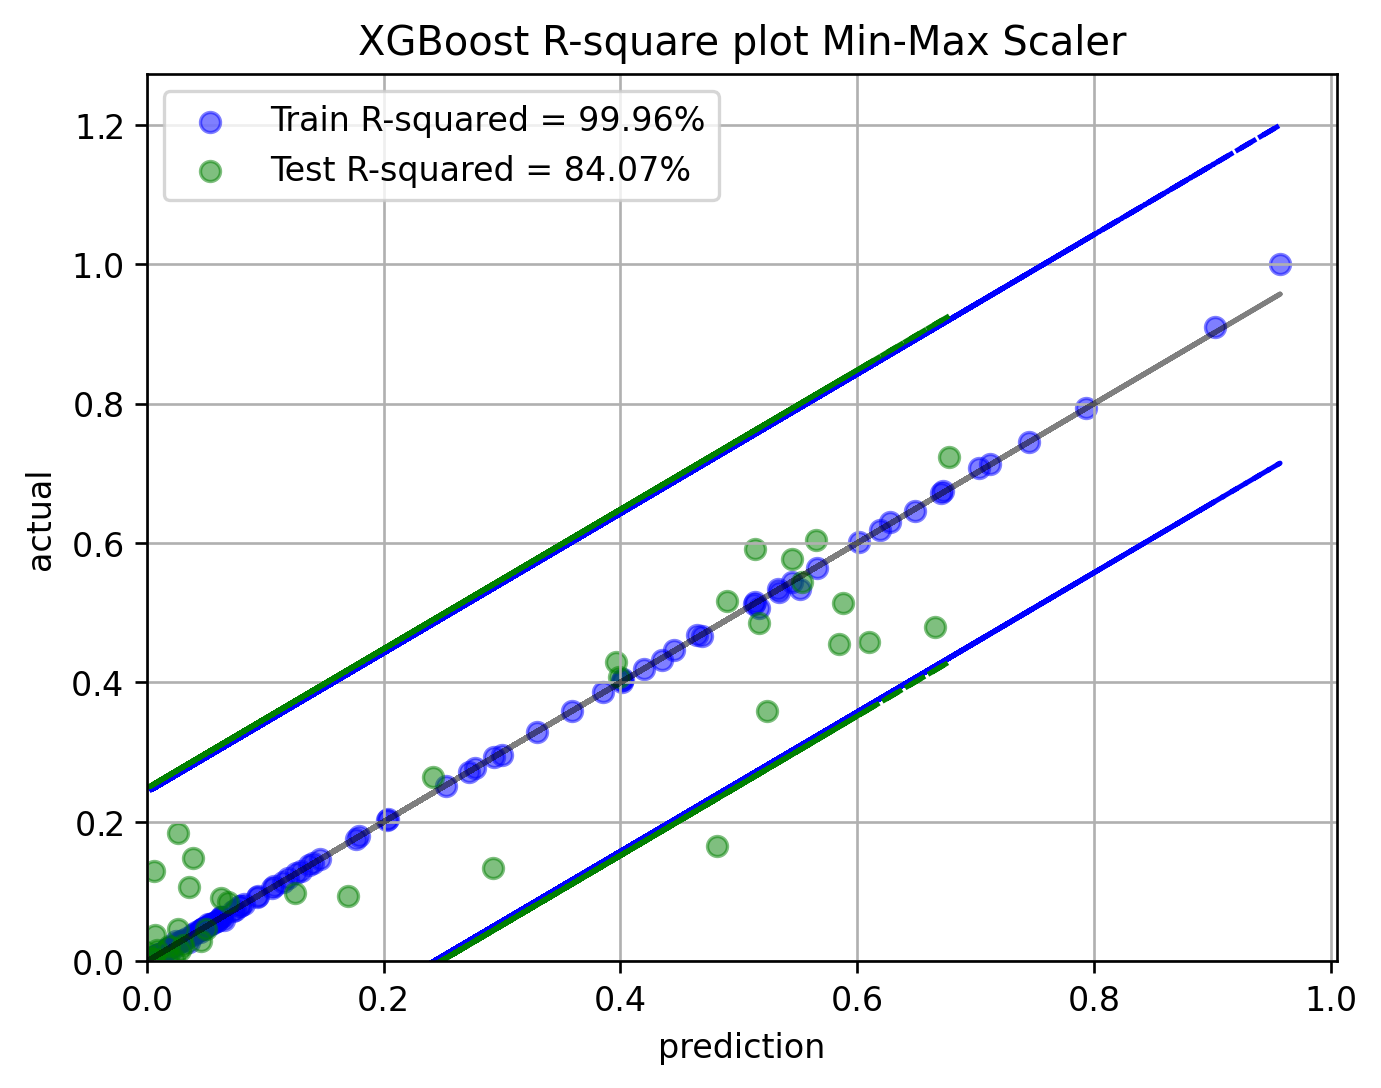 XGBoost R-square plot Min-Max Scaler
Train R-squared = 99.96%
Test R-squared = 84.07%
1.2
1.0
0.8
0.6
0.4
0.2
0.0
actual
0.0 0.2 0.4 0.6 0.8 1.0
prediction